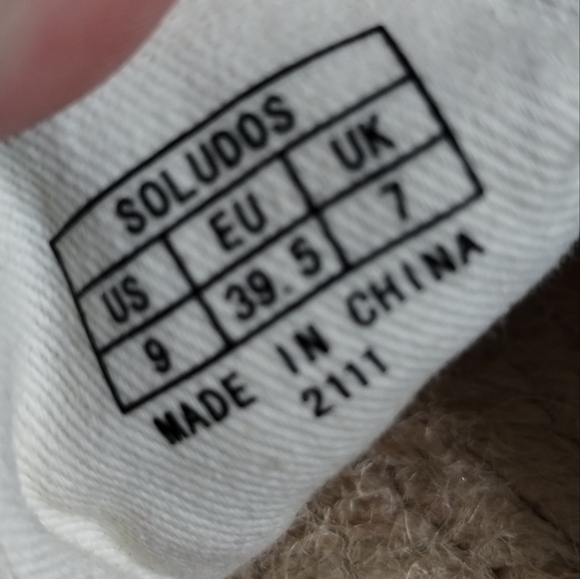 SOLUDOS
US EU UK
9 39.5 7
MADE IN CHINA
2111